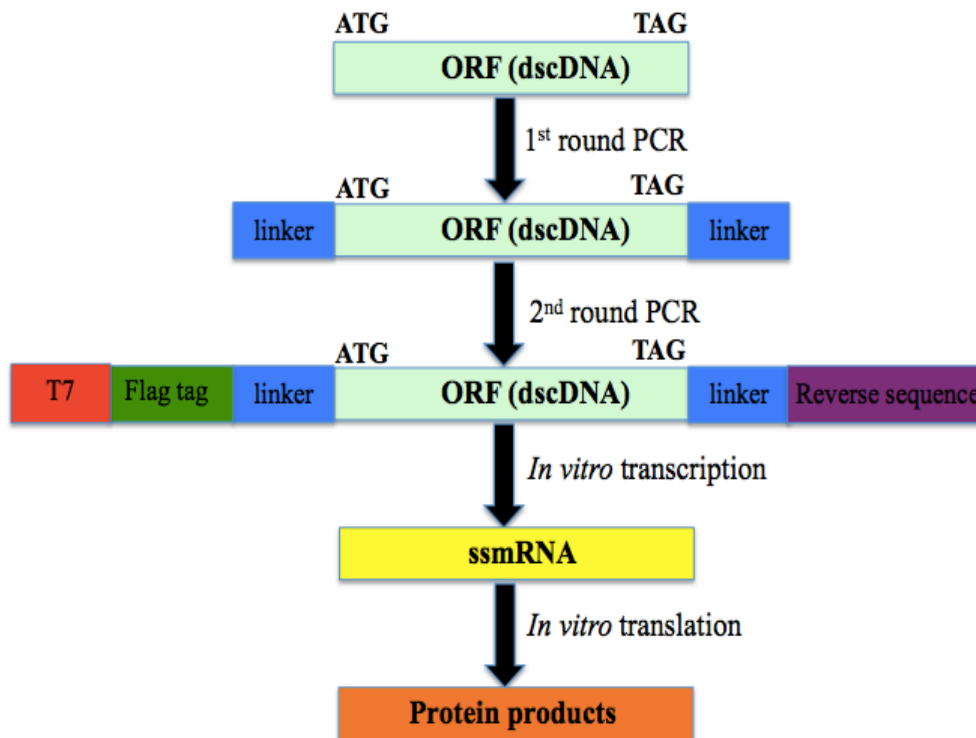 ATG TAG
ORF (dscDNA)
1st round PCR
ATG TAG
linker ORF (dscDNA) linker
2nd round PCR
ATG TAG
T7 Flag tag linker ORF (dscDNA) linker Reverse sequence
In vitro transcription
ssmRNA
In vitro translation
Protein products